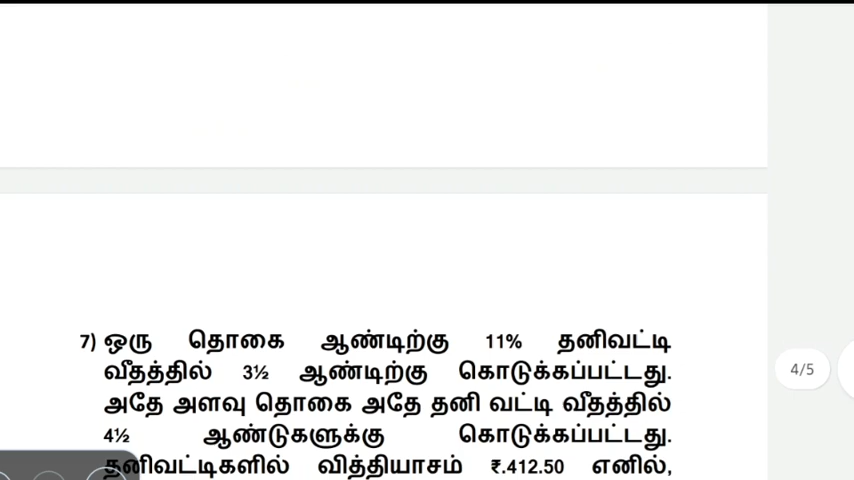 7) ஒரு தொகை ஆண்டிற்கு 11% தனிவட்டி
வீதத்தில் 3½ ஆண்டிற்கு கொடுக்கப்பட்டது.
அதே அளவு தொகை அதே தனி வட்டி வீதத்தில்
4½ ஆண்டுகளுக்கு கொடுக்கப்பட்டது.
தனிவட்டிகளில் வித்தியாசம் ₹.412.50 எனில்,
4/5